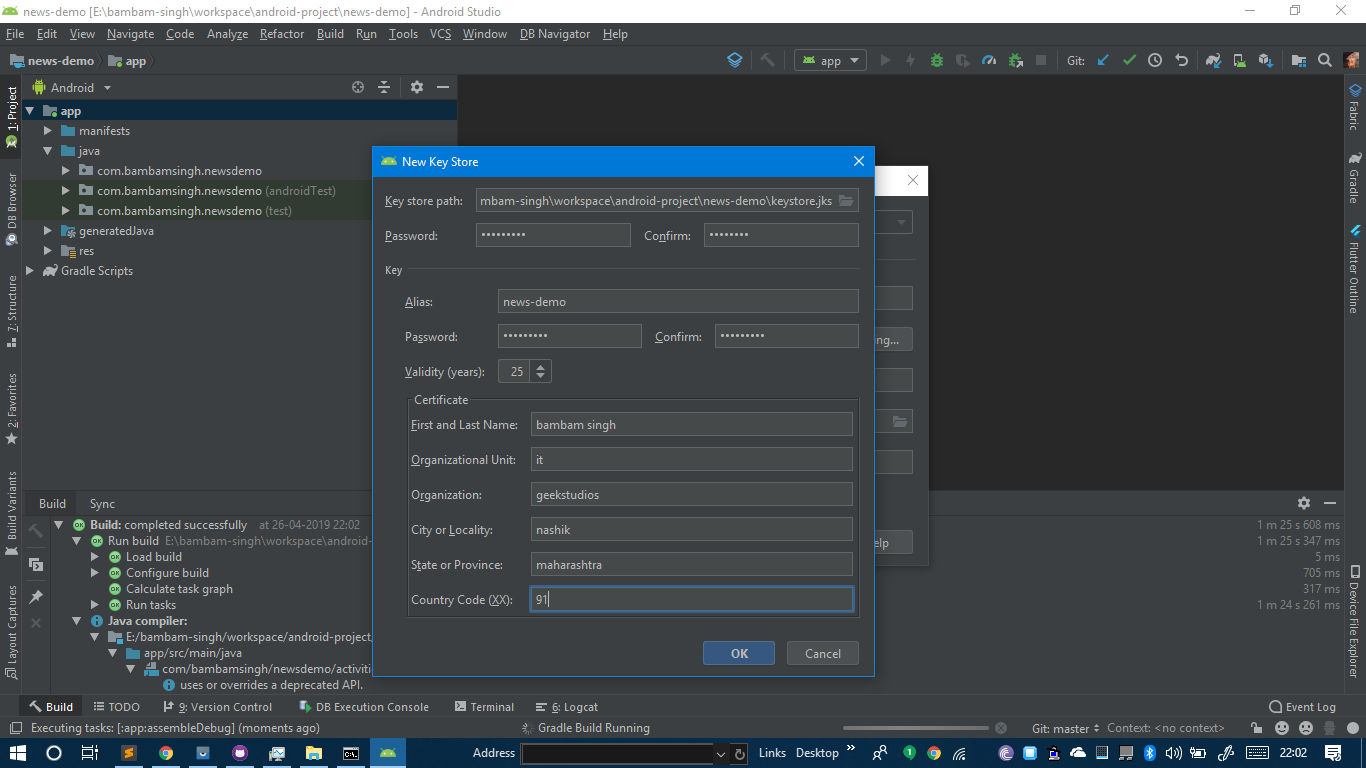 news-demo [E:\bambam-singh\workspace\android-project\news-demo] - Android Studio
File Edit View Navigate Code Analyze Refactor Build Run Tools VCS Window DB Navigator Help
news-demo app
app Git:
Android
app
manifests
java
com.bambamsingh.newsdemo
com.bambamsingh.newsdemo (androidTest)
com.bambamsingh.newsdemo (test)
generatedJava
res
Gradle Scripts
1: Project
DB Browser
7: Structure
2: Favorites
Build Variants
Layout Captures
New Key Store
Key store path: mbam-singh\workspace\android-project\news-demo\keystore.jks
Password: ••••••••• Confirm: ••••••••
Key
Alias: news-demo
Password: ••••••••• Confirm: •••••••••
Validity (years): 25
Certificate
First and Last Name: bambam singh
Organizational Unit: it
Organization: geekstudios
City or Locality: nashik
State or Province: maharashtra
Country Code (XX): 91
OK Cancel
ng...
elp
Fabric
Gradle
Flutter Outline
Device File Explorer
Build Sync
Build: completed successfully at 26-04-2019 22:02 1 m 25 s 608 ms
Run build E:\bambam-singh\workspace\android- 1 m 25 s 347 ms
Load build 5 ms
Configure build 705 ms
Calculate task graph 317 ms
Run tasks 1 m 24 s 261 ms
Java compiler:
E:/bambam-singh/workspace/android-project
app/src/main/java
com/bambamsingh/newsdemo/activiti
uses or overrides a deprecated API.
Build TODO 9: Version Control DB Execution Console Terminal 6: Logcat Event Log
Executing tasks: [:app:assembleDebug] (moments ago) Gradle Build Running Git: master Context: <no context>
Address Links Desktop 22:02